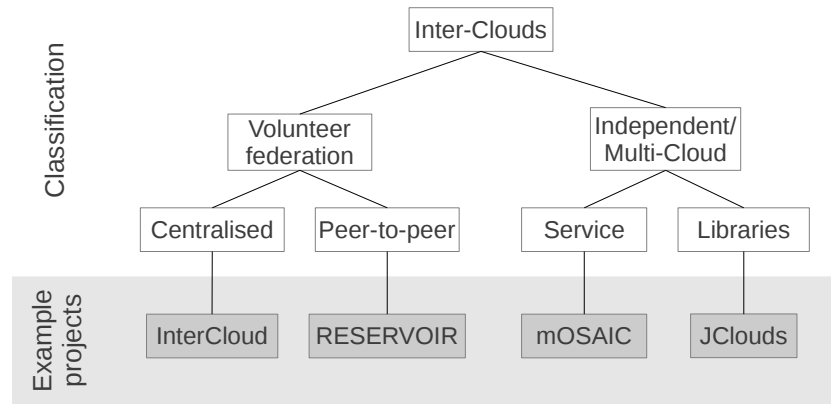 Inter-Clouds
Classification
Volunteer
federation
Independent/
Multi-Cloud
Centralised
Peer-to-peer
Service
Libraries
Example
projects
InterCloud
RESERVOIR
mOSAIC
JClouds